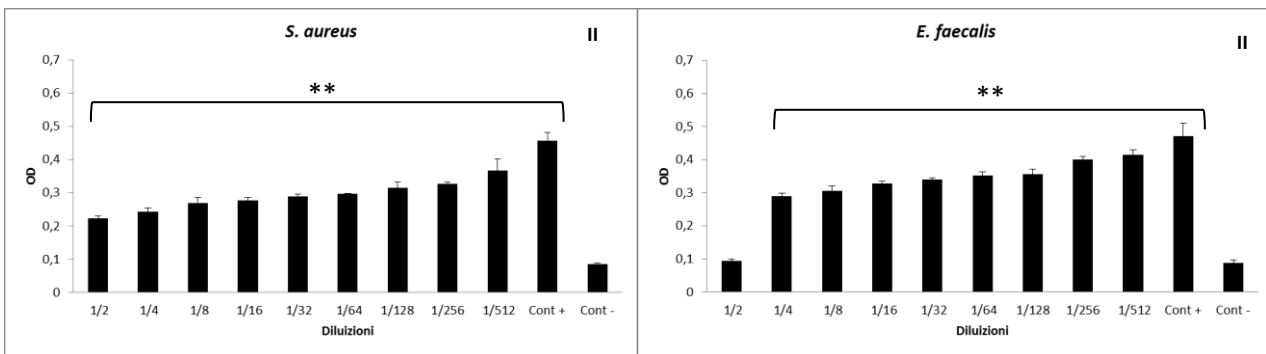 S. aureus
II
0,7
0,6
0,5
0,4
0,3
0,2
0,1
0
OD
**
1/2 1/4 1/8 1/16 1/32 1/64 1/128 1/256 1/512 Cont + Cont -
Diluizioni
E. faecalis
II
0,7
0,6
0,5
0,4
0,3
0,2
0,1
0
OD
**
1/2 1/4 1/8 1/16 1/32 1/64 1/128 1/256 1/512 Cont + Cont -
Diluizioni